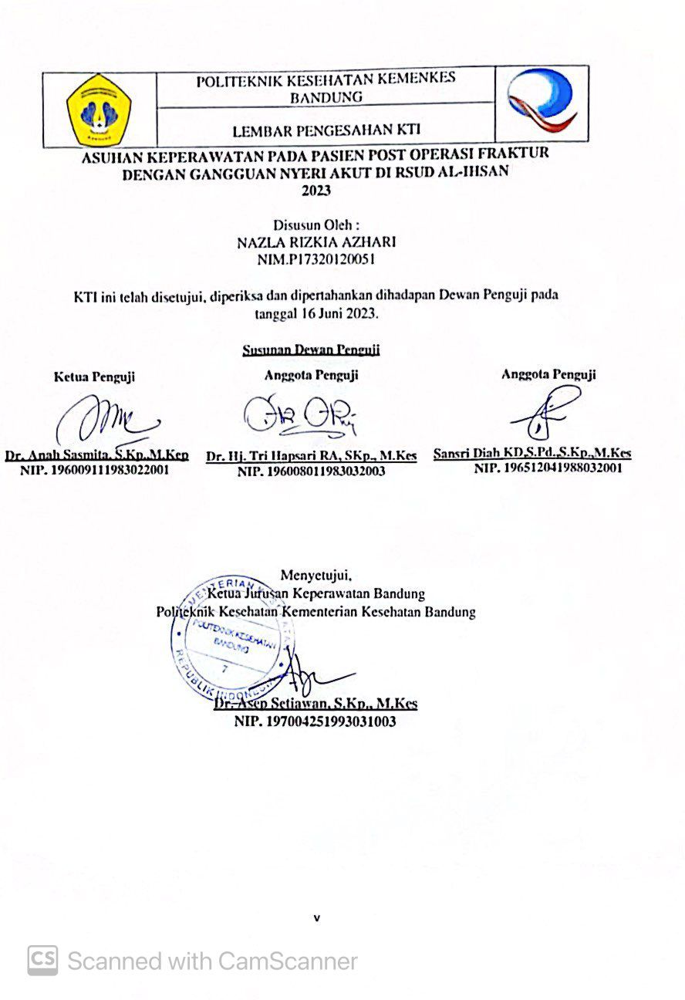 POLITEKNIK KESEHATAN KEMENKES
BANDUNG
LEMBAR PENGESAHAN KTI
ASUHAN KEPERAWATAN PADA PASIEN POST OPERASI FRAKTUR
DENGAN GANGGUAN NYERI AKUT DI RSUD AL-IHSAN
2023
Disusun Oleh :
NAZLA RIZKIA AZHARI
NIM.P17320120051
KTI ini telah disetujui, diperiksa dan dipertahankan dihadapan Dewan Penguji pada
tanggal 16 Juni 2023.
Susunan Dewan Penguji
Ketua Penguji
Anggota Penguji
Anggota Penguji
Dr. Anah Sasmita, S.Kp.,M.Kep
NIP. 196009111983022001
Dr. Hj. Tri Hapsari RA, SKp., M.Kes
NIP. 196008011983032003
Sansri Diah KD,S.Pd.,S.Kp.,M.Kes
NIP. 196512041988032001
Menyetujui,
Ketua Jurusan Keperawatan Bandung
Politeknik Kesehatan Kementerian Kesehatan Bandung
KEMENTERIAN KESEHATAN
POLITEKNIK KESEHATAN
BANDUNG
7
REPUBLIK INDONESIA
Dr. Asep Setiawan, S.Kp., M.Kes
NIP. 197004251993031003
v
CS Scanned with CamScanner